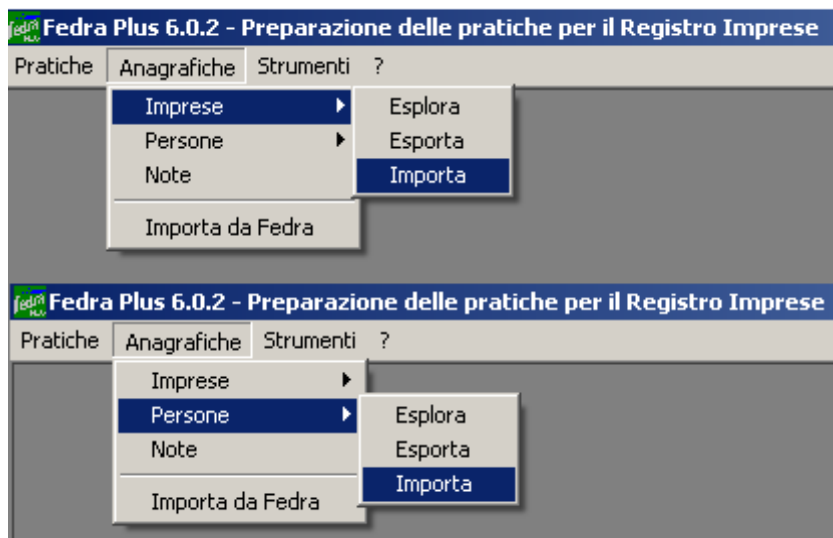 Fedra Plus 6.0.2 - Preparazione delle pratiche per il Registro Imprese
Pratiche Anagrafiche Strumenti ?
Imprese Esplora
Persone Esporta
Note Importa
Importa da Fedra
Fedra Plus 6.0.2 - Preparazione delle pratiche per il Registro Imprese
Pratiche Anagrafiche Strumenti ?
Imprese
Persone Esplora
Note Esporta
Importa
Importa da Fedra